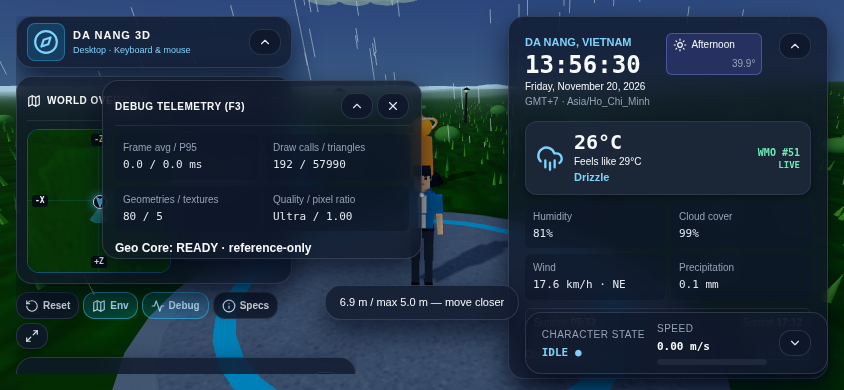 DA NANG 3D
Desktop · Keyboard & mouse
WORLD OV
-Z
-X
+Z
DEBUG TELEMETRY (F3)
Frame avg / P95
0.0 / 0.0 ms
Draw calls / triangles
192 / 57990
Geometries / textures
80 / 5
Quality / pixel ratio
Ultra / 1.00
Geo Core: READY · reference-only
Reset
Env
Debug
Specs
6.9 m / max 5.0 m — move closer
DA NANG, VIETNAM
13:56:30
Friday, November 20, 2026
GMT+7 · Asia/Ho_Chi_Minh
Afternoon
39.9°
26°C
Feels like 29°C
Drizzle
WMO #51
LIVE
Humidity
81%
Cloud cover
99%
Wind
17.6 km/h · NE
Precipitation
0.1 mm
CHARACTER STATE
IDLE ●
SPEED
0.00 m/s